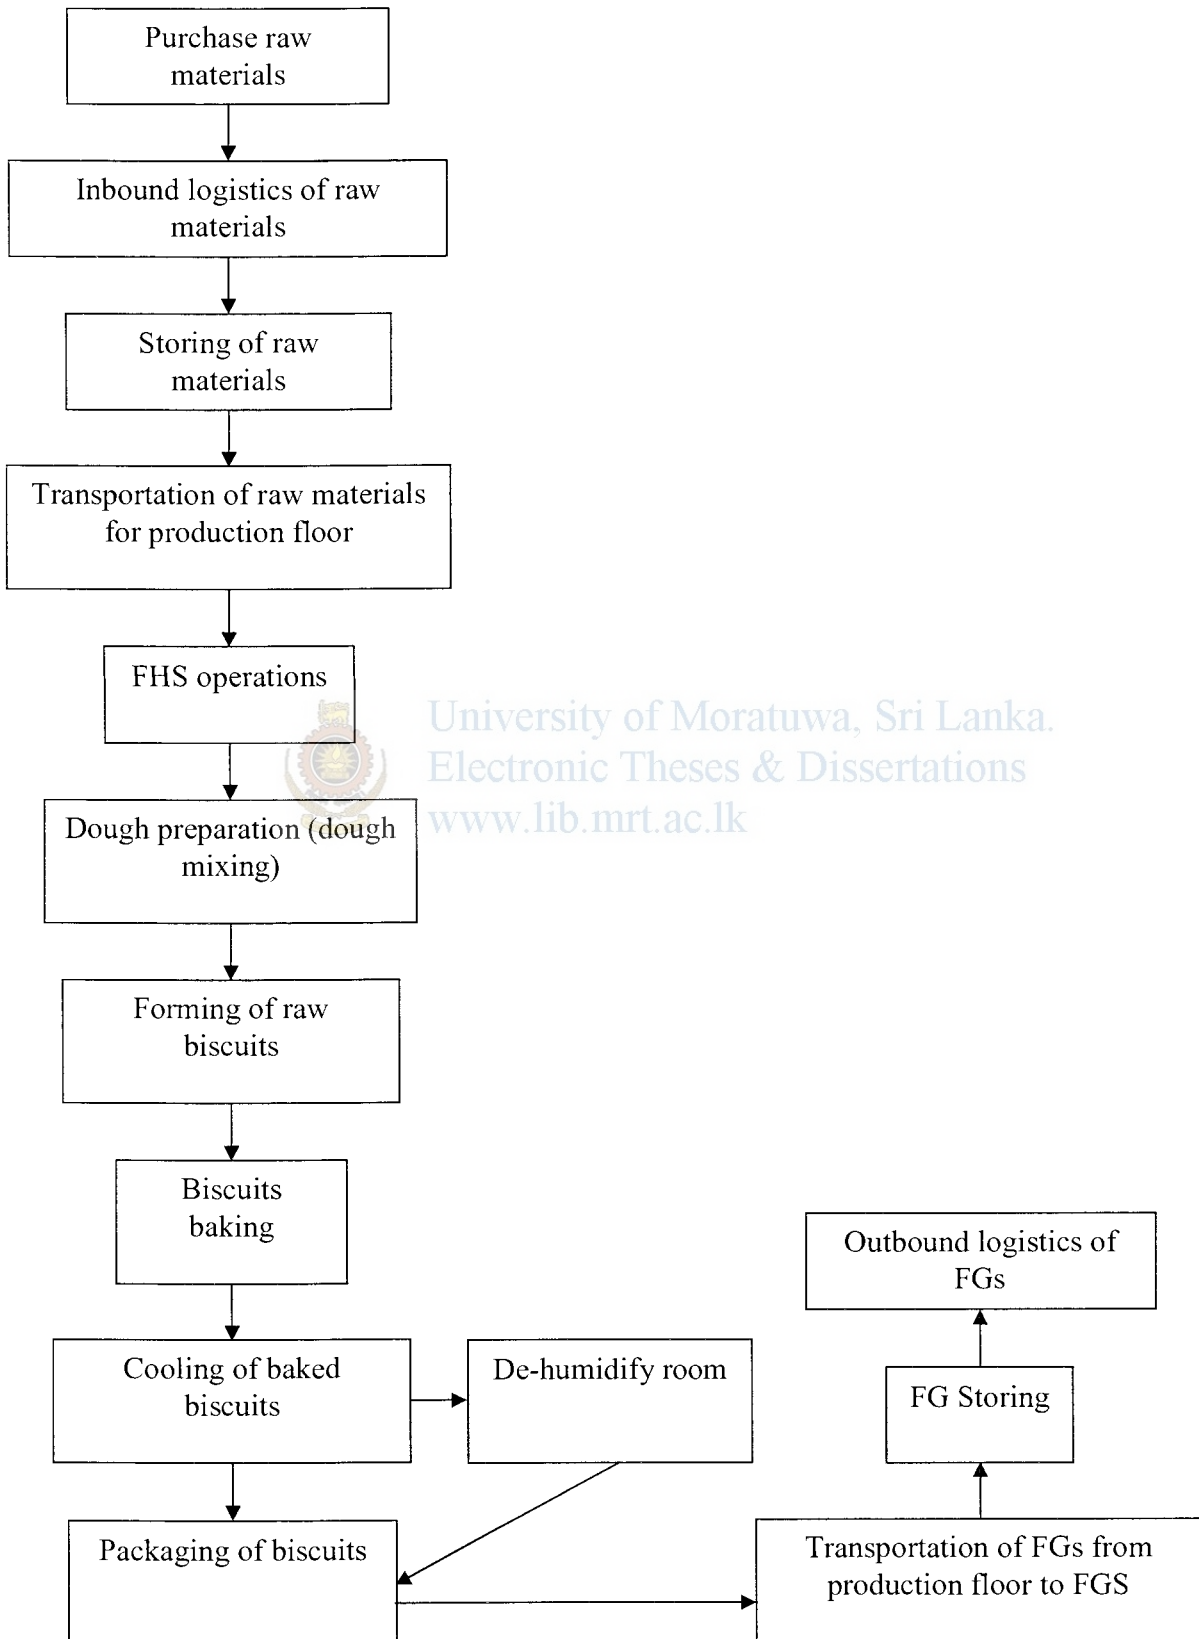 Purchase raw
materials
Inbound logistics of raw
materials
Storing of raw
materials
Transportation of raw materials
for production floor
FHS operations
University of Moratuwa, Sri Lanka.
Electronic Theses & Dissertations
www.lib.mrt.ac.lk
Dough preparation (dough
mixing)
Forming of raw
biscuits
Biscuits
baking
Cooling of baked
biscuits
De-humidify room
Packaging of biscuits
Transportation of FGs from
production floor to FGS
FG Storing
Outbound logistics of
FGs